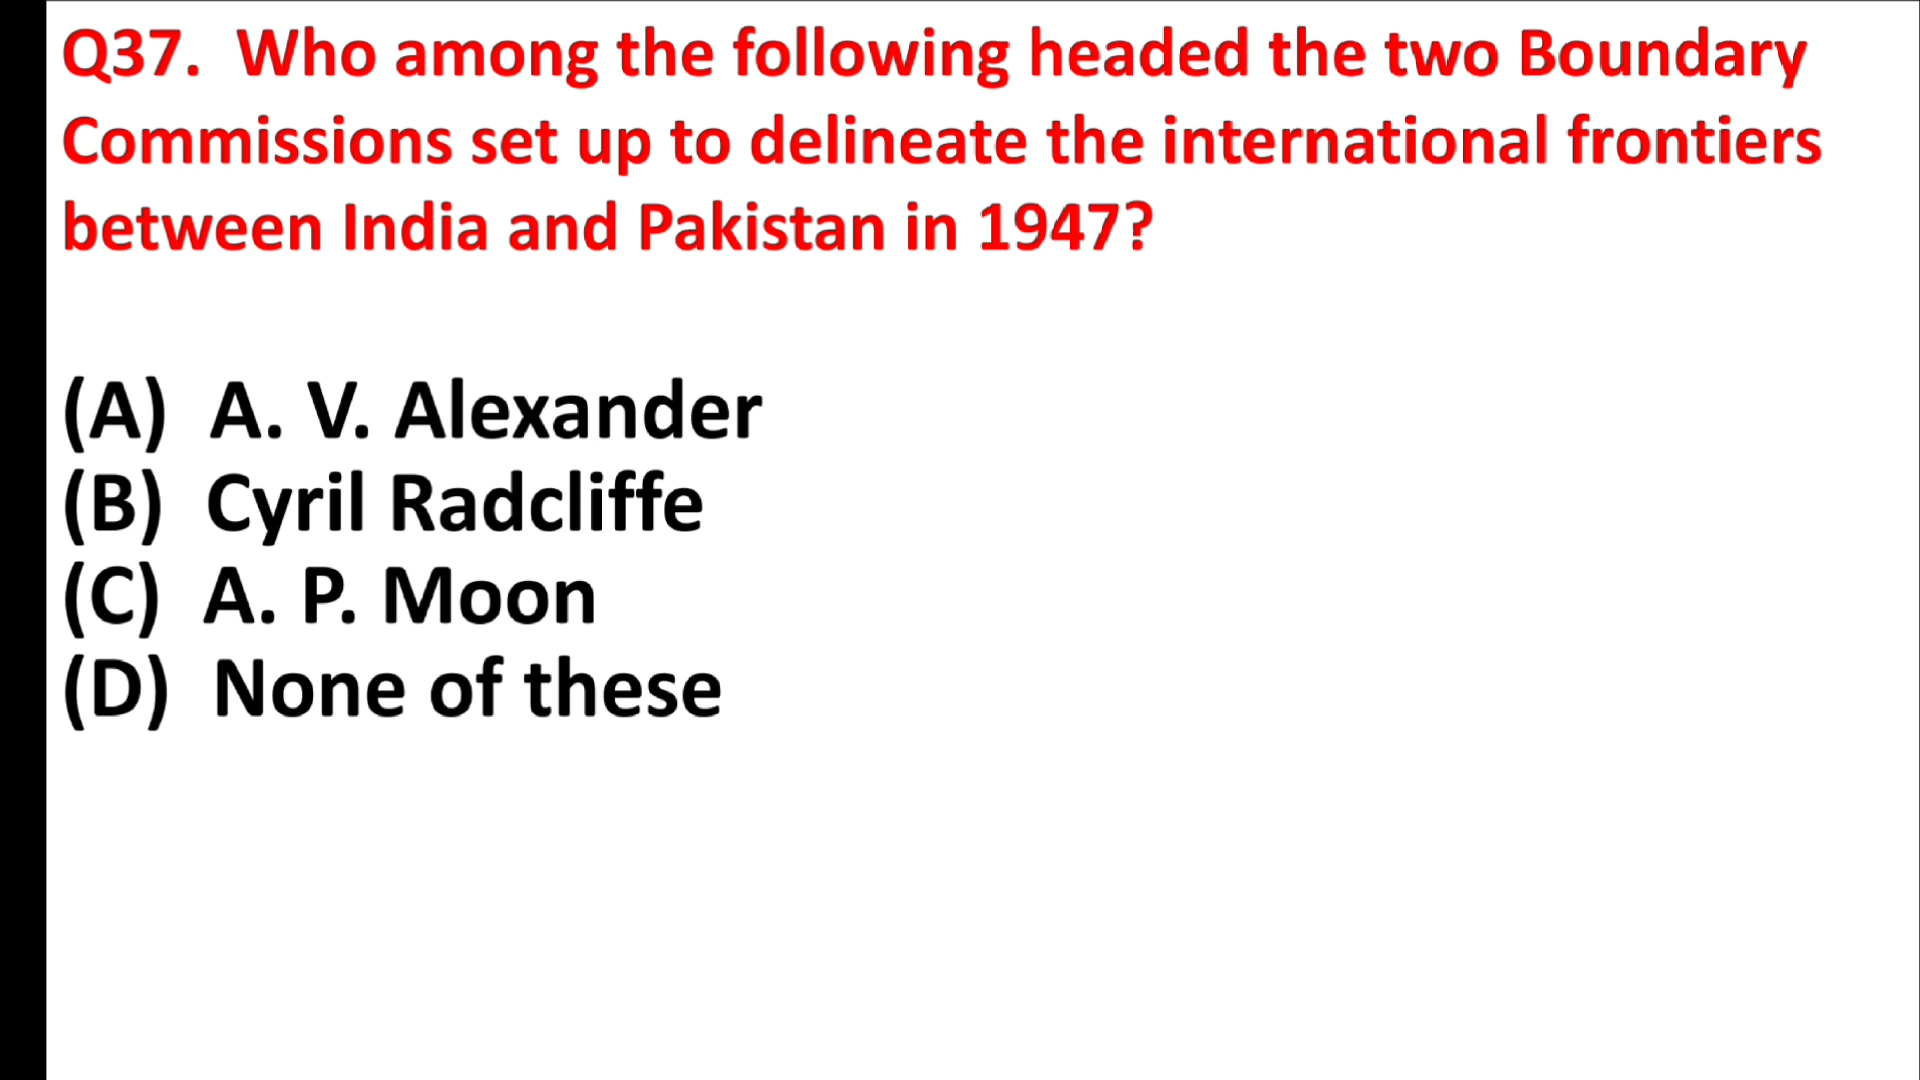 Q37. Who among the following headed the two Boundary
Commissions set up to delineate the international frontiers
between India and Pakistan in 1947?
(A) A. V. Alexander
(B) Cyril Radcliffe
(C) A. P. Moon
(D) None of these